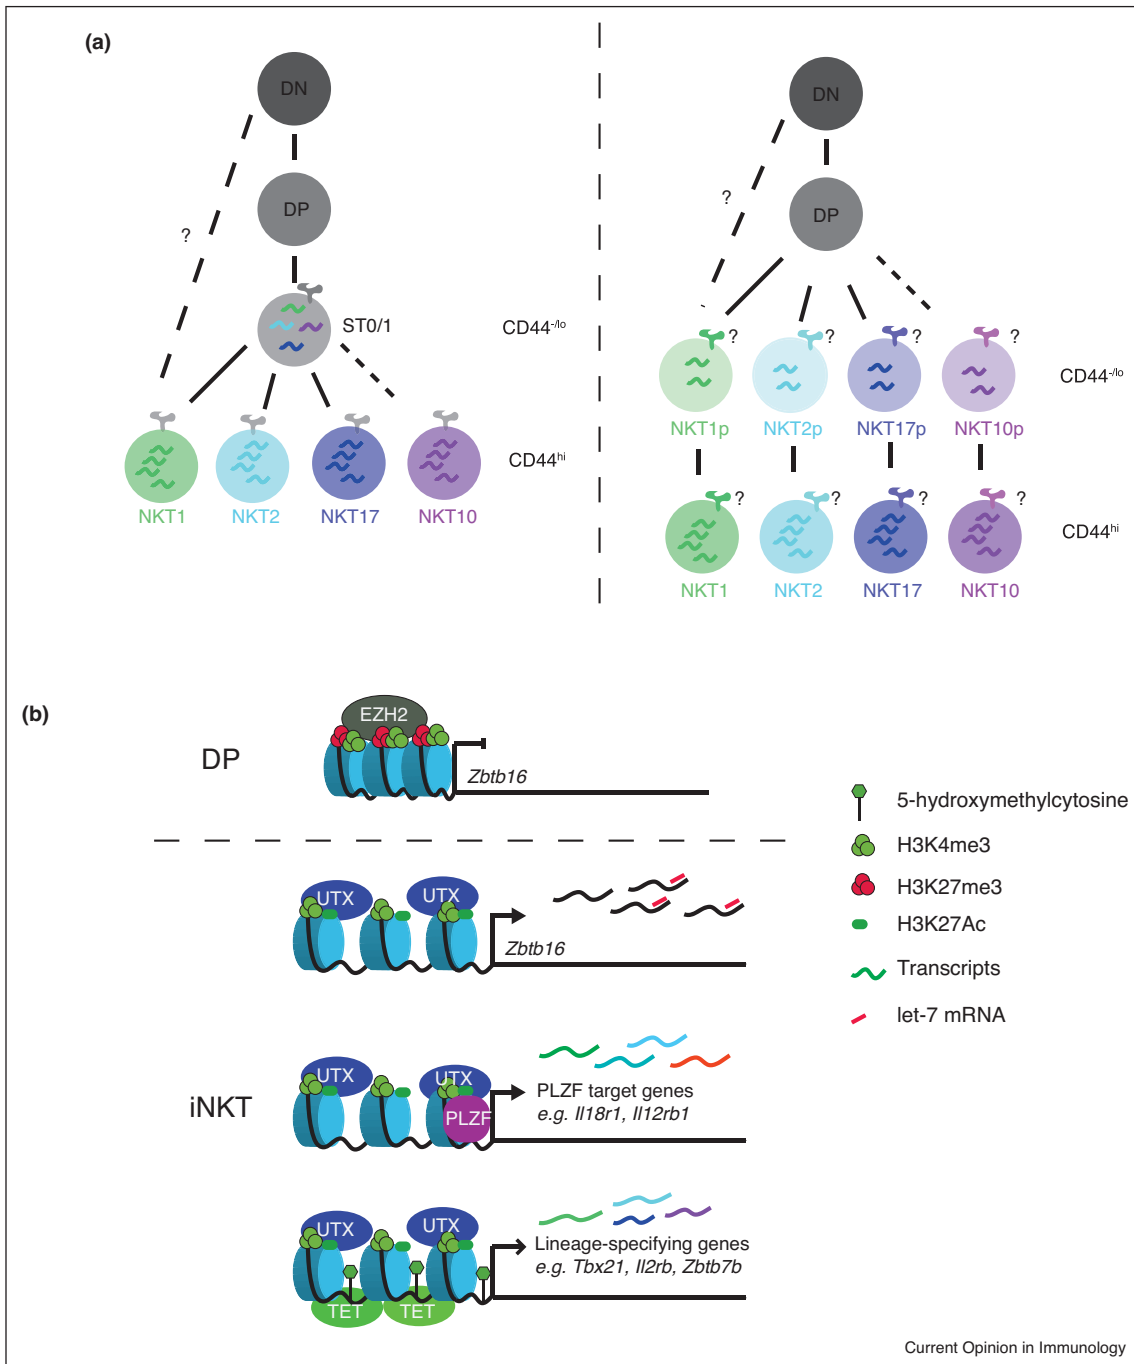 (a)
DN
DP
?
ST0/1
CD44-/lo
CD44hi
NKT1
NKT2
NKT17
NKT10
DN
DP
?
? ? ? ?
CD44-/lo
NKT1p
NKT2p
NKT17p
NKT10p
? ? ? ?
CD44hi
NKT1
NKT2
NKT17
NKT10
(b)
DP
EZH2
Zbtb16
UTX
UTX
Zbtb16
iNKT
UTX
UTX
PLZF
PLZF target genes
e.g. Il18r1, Il12rb1
UTX
UTX
TET
TET
Lineage-specifying genes
e.g. Tbx21, Il2rb, Zbtb7b
5-hydroxymethylcytosine
H3K4me3
H3K27me3
H3K27Ac
Transcripts
let-7 mRNA
Current Opinion in Immunology